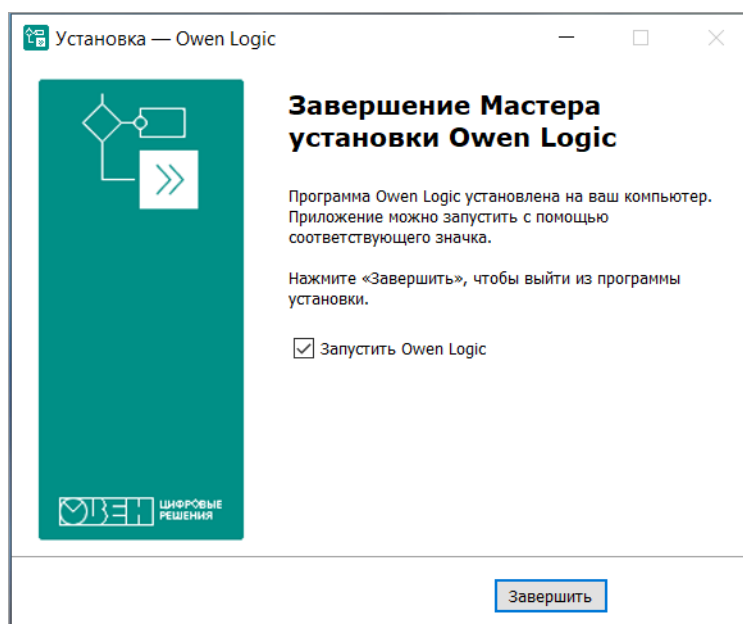 Установка — Owen Logic
Завершение Мастера
установки Owen Logic
Программа Owen Logic установлена на ваш компьютер.
Приложение можно запустить с помощью
соответствующего значка.
Нажмите «Завершить», чтобы выйти из программы
установки.
Запустить Owen Logic
ОВЕН ЦИФРОВЫЕ
РЕШЕНИЯ
Завершить